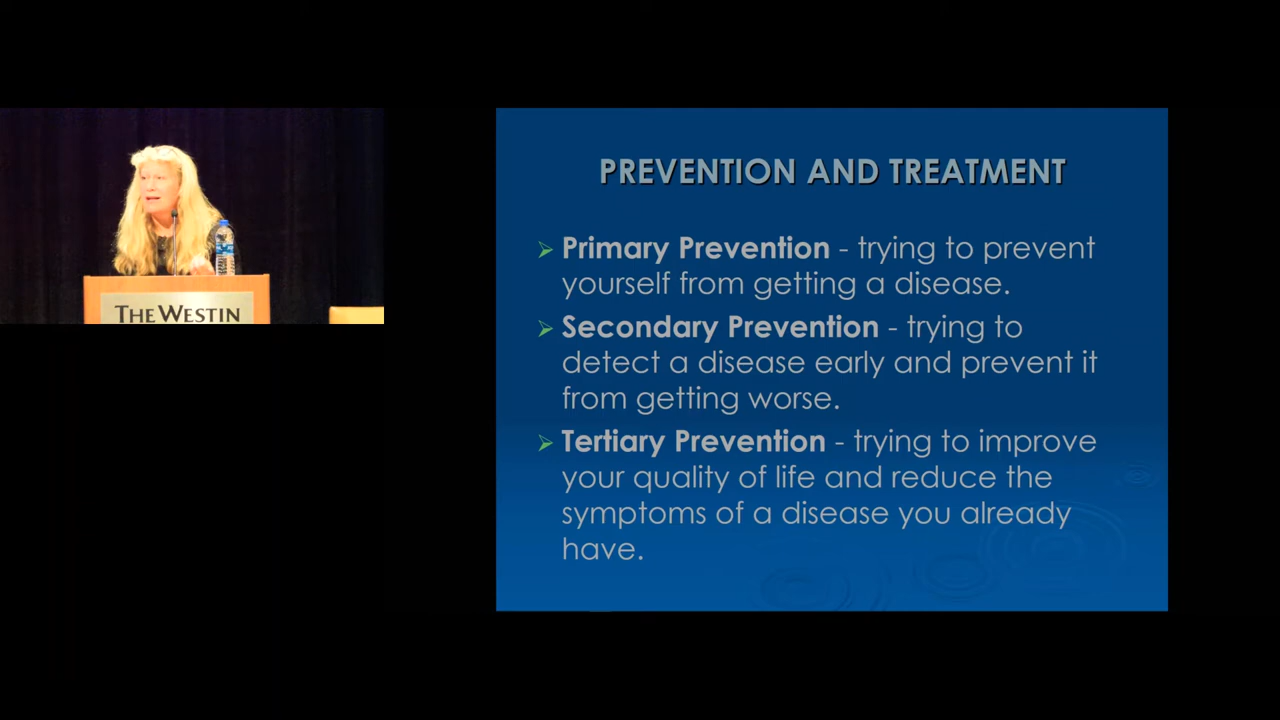 PREVENTION AND TREATMENT
Primary Prevention - trying to prevent
yourself from getting a disease.
Secondary Prevention - trying to
detect a disease early and prevent it
from getting worse.
Tertiary Prevention - trying to improve
your quality of life and reduce the
symptoms of a disease you already
have.
THE WESTIN